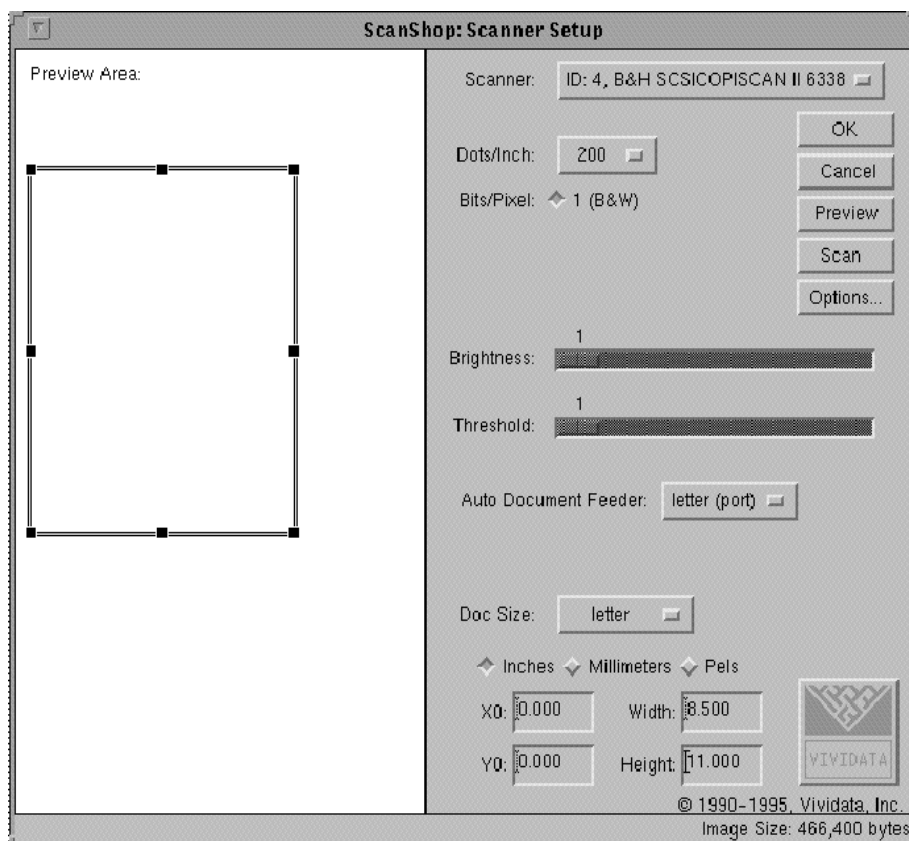 ScanShop: Scanner Setup
Preview Area:
Scanner: ID: 4, B&H SCSICOPISCAN II 6338
OK
Dots/Inch: 200
Cancel
Bits/Pixel: 1 (B&W)
Preview
Scan
Options...
1
Brightness:
1
Threshold:
Auto Document Feeder: letter (port)
Doc Size: letter
Inches Millimeters Pels
X0: 0.000 Width: 8.500
Y0: 0.000 Height: 11.000
VIVIDATA
© 1990-1995, Vividata, Inc.
Image Size: 466,400 bytes